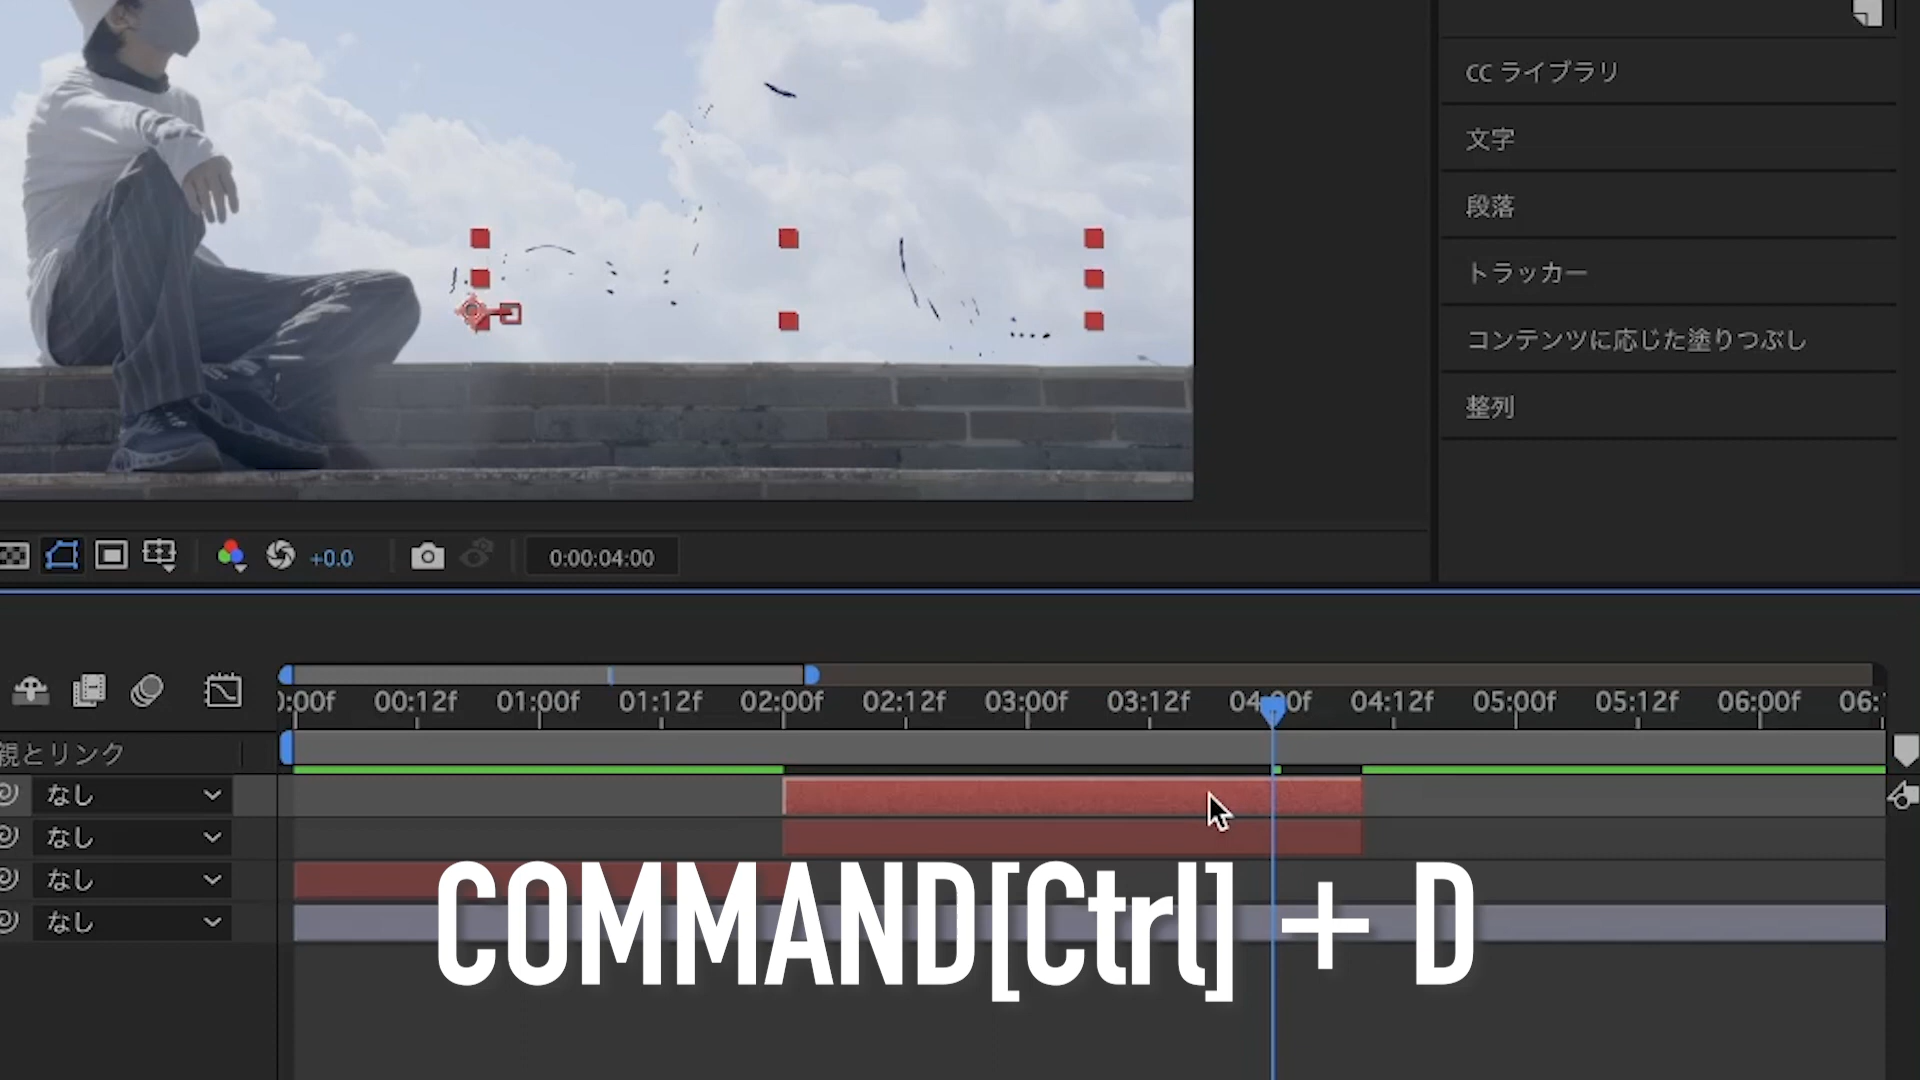 CC ライブラリ
文字
段落
トラッカー
コンテンツに応じた塗りつぶし
整列
+0.0
0:00:04:00
00:12f
01:00f
01:12f
02:00f
02:12f
03:00f
03:12f
04:00f
04:12f
05:00f
05:12f
06:00f
親とリンク
なし
なし
なし
なし
COMMAND[Ctrl] + D